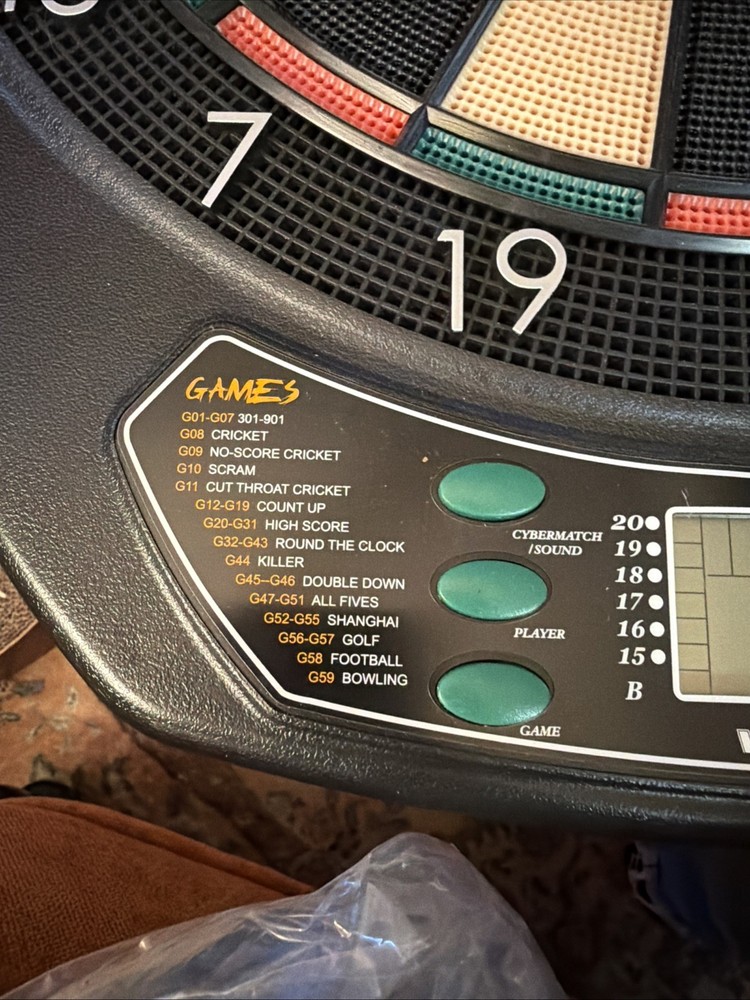 7
19
GAMES
G01-G07 301-901
G08 CRICKET
G09 NO-SCORE CRICKET
G10 SCRAM
G11 CUT THROAT CRICKET
G12-G19 COUNT UP
G20-G31 HIGH SCORE
G32-G43 ROUND THE CLOCK
G44 KILLER
G45-G46 DOUBLE DOWN
G47-G51 ALL FIVES
G52-G55 SHANGHAI
G56-G57 GOLF
G58 FOOTBALL
G59 BOWLING
CYBERMATCH
/SOUND
PLAYER
GAME
20
19
18
17
16
15
B